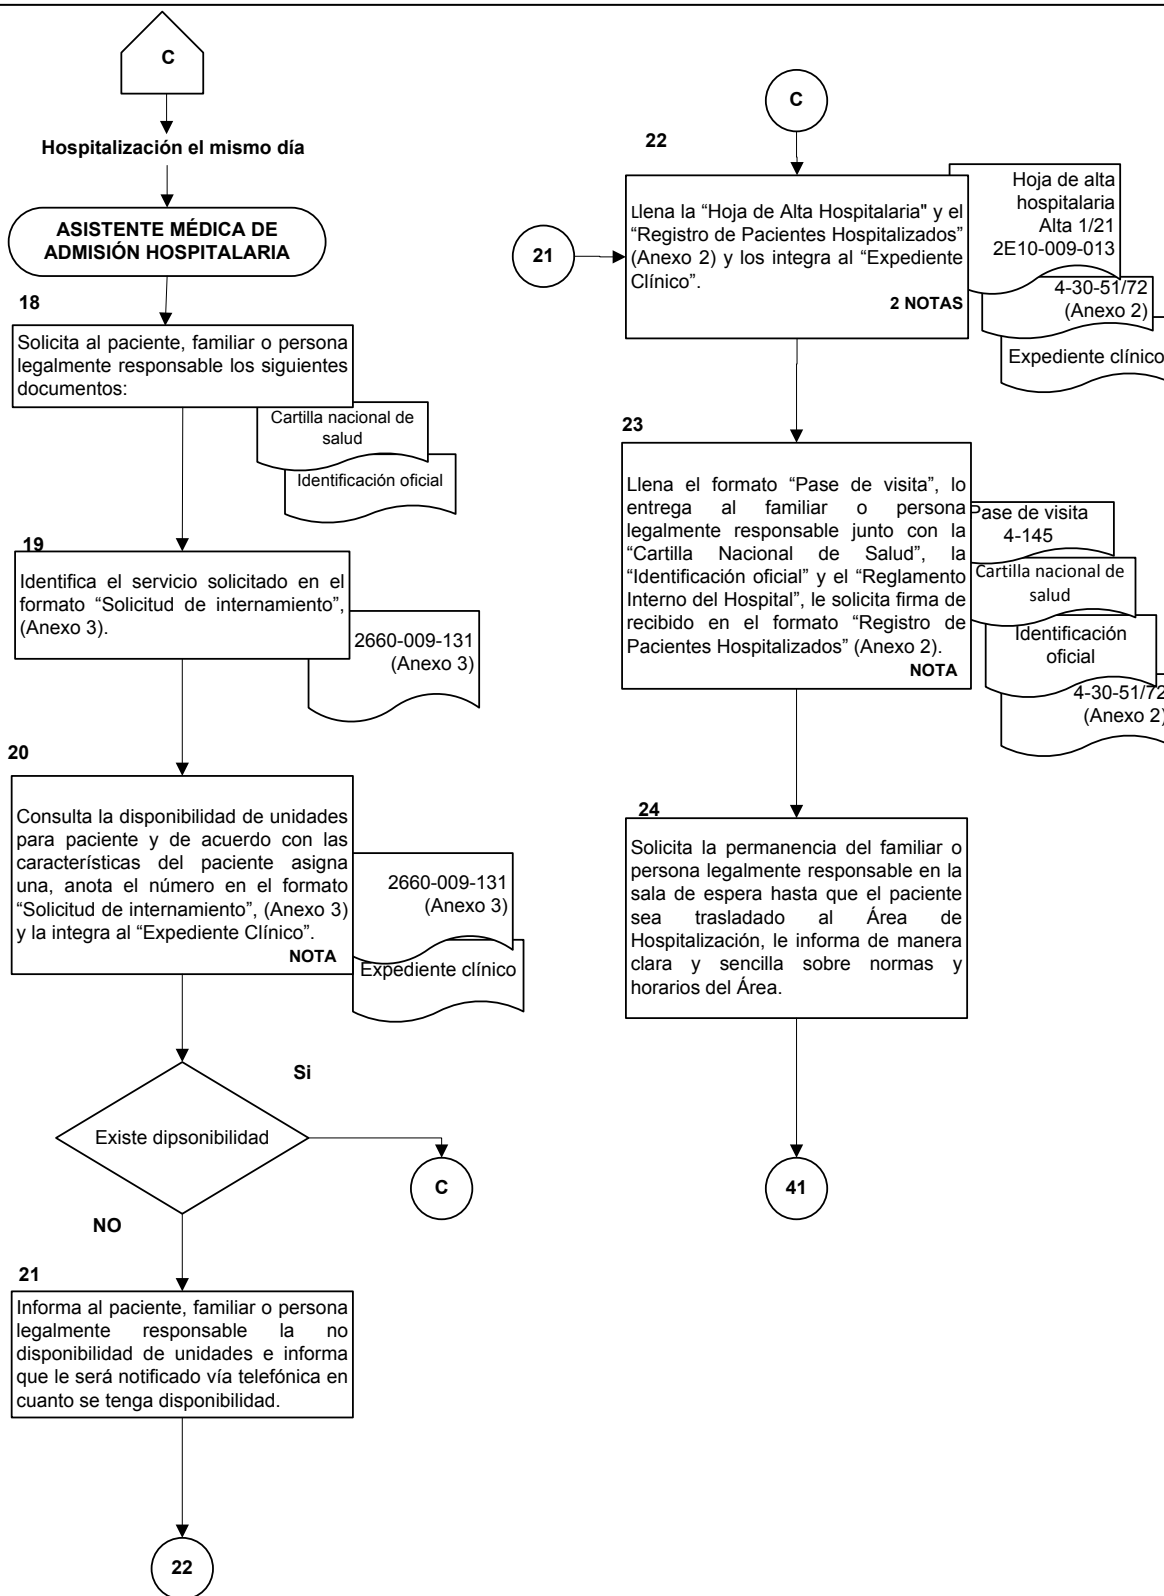 C
Hospitalización el mismo día
ASISTENTE MÉDICA DE
ADMISIÓN HOSPITALARIA
18
Solicita al paciente, familiar o persona
legalmente responsable los siguientes
documentos:
Cartilla nacional de
salud
Identificación oficial
19
Identifica el servicio solicitado en el
formato “Solicitud de internamiento”,
(Anexo 3).
2660-009-131
(Anexo 3)
20
Consulta la disponibilidad de unidades
para paciente y de acuerdo con las
características del paciente asigna
una, anota el número en el formato
“Solicitud de internamiento”, (Anexo 3)
y la integra al “Expediente Clínico”.
NOTA
2660-009-131
(Anexo 3)
Expediente clínico
Si
Existe dipsonibilidad
C
NO
21
Informa al paciente, familiar o persona
legalmente responsable la no
disponibilidad de unidades e informa
que le será notificado vía telefónica en
cuanto se tenga disponibilidad.
22
C
22
21
Llena la “Hoja de Alta Hospitalaria" y el
“Registro de Pacientes Hospitalizados”
(Anexo 2) y los integra al “Expediente
Clínico”.
2 NOTAS
Hoja de alta
hospitalaria
Alta 1/21
2E10-009-013
4-30-51/72
(Anexo 2)
Expediente clínico
23
Llena el formato “Pase de visita”, lo
entrega al familiar o persona
legalmente responsable junto con la
“Cartilla Nacional de Salud”, la
“Identificación oficial” y el “Reglamento
Interno del Hospital”, le solicita firma de
recibido en el formato “Registro de
Pacientes Hospitalizados” (Anexo 2).
NOTA
Pase de visita
4-145
Cartilla nacional de
salud
Identificación
oficial
4-30-51/72
(Anexo 2)
24
Solicita la permanencia del familiar o
persona legalmente responsable en la
sala de espera hasta que el paciente
sea trasladado al Área de
Hospitalización, le informa de manera
clara y sencilla sobre normas y
horarios del Área.
41